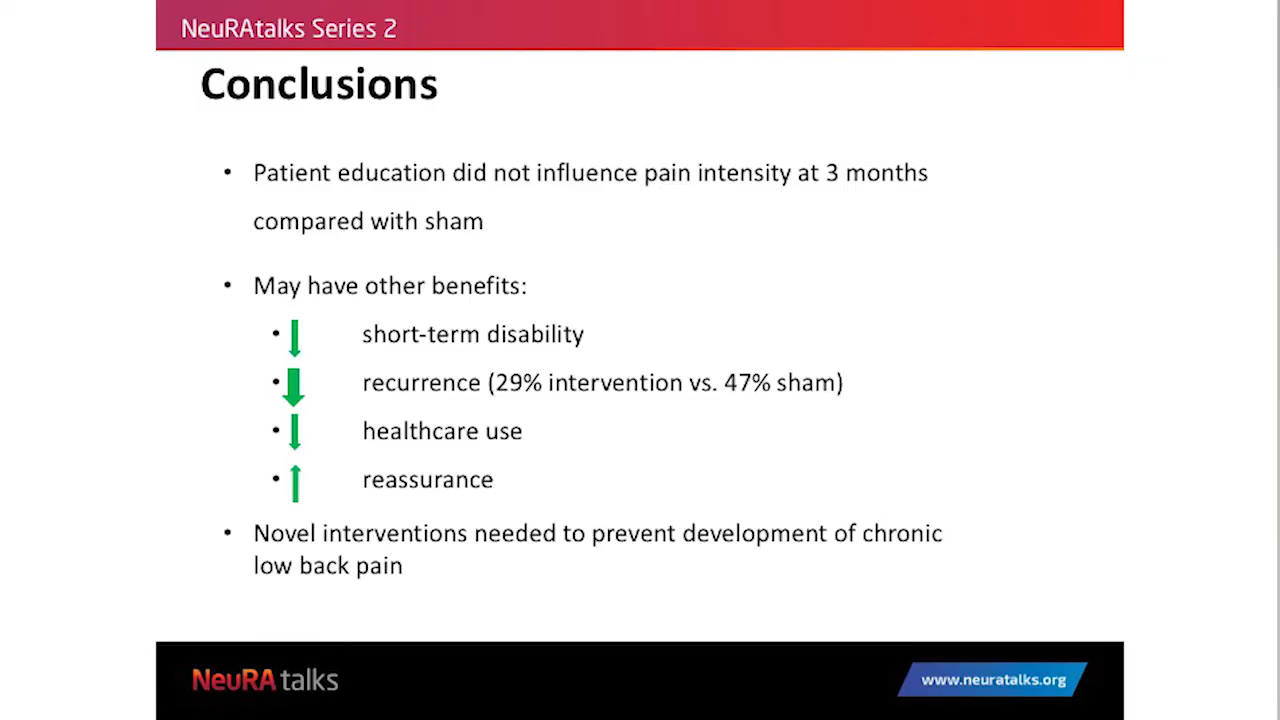 NeuRAtalks Series 2
Conclusions
• Patient education did not influence pain intensity at 3 months
compared with sham
• May have other benefits:
• short-term disability
• recurrence (29% intervention vs. 47% sham)
• healthcare use
• reassurance
• Novel interventions needed to prevent development of chronic
low back pain
NeuRA talks
www.neuratalks.org